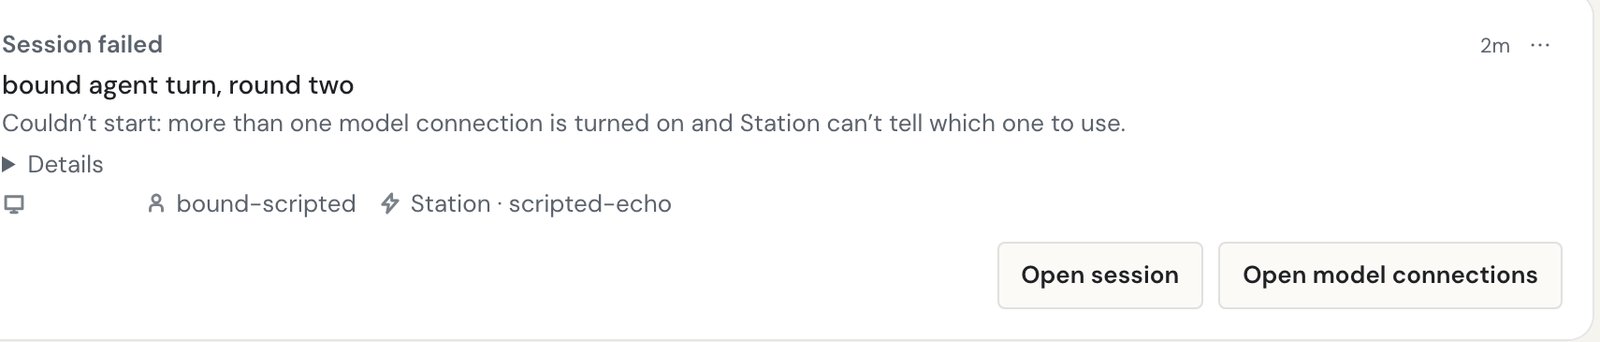 Session failed
2m ···
bound agent turn, round two
Couldn’t start: more than one model connection is turned on and Station can’t tell which one to use.
Details
bound-scripted Station · scripted-echo
Open session Open model connections